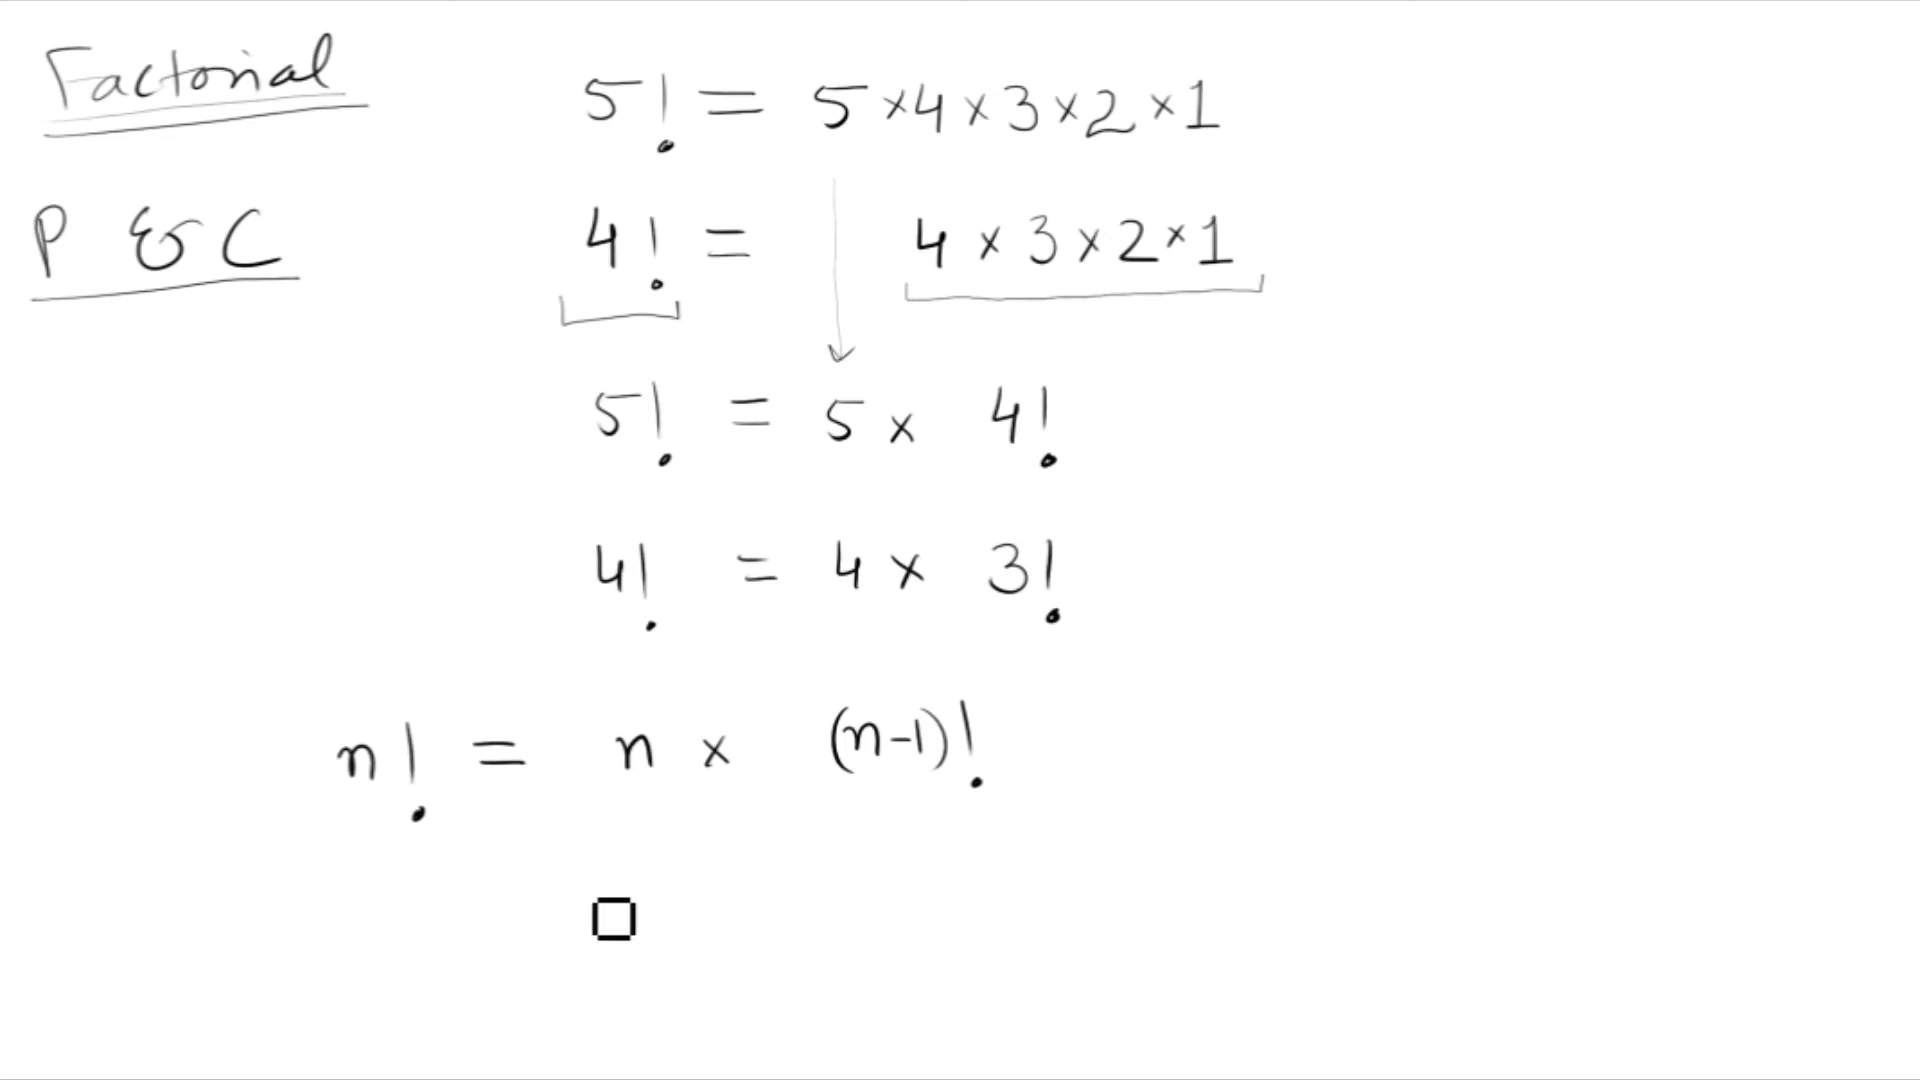 Factorial
5! = 5 × 4 × 3 × 2 × 1
P & C
4! = 4 × 3 × 2 × 1
5! = 5 × 4!
4! = 4 × 3!
n! = n × (n-1)!